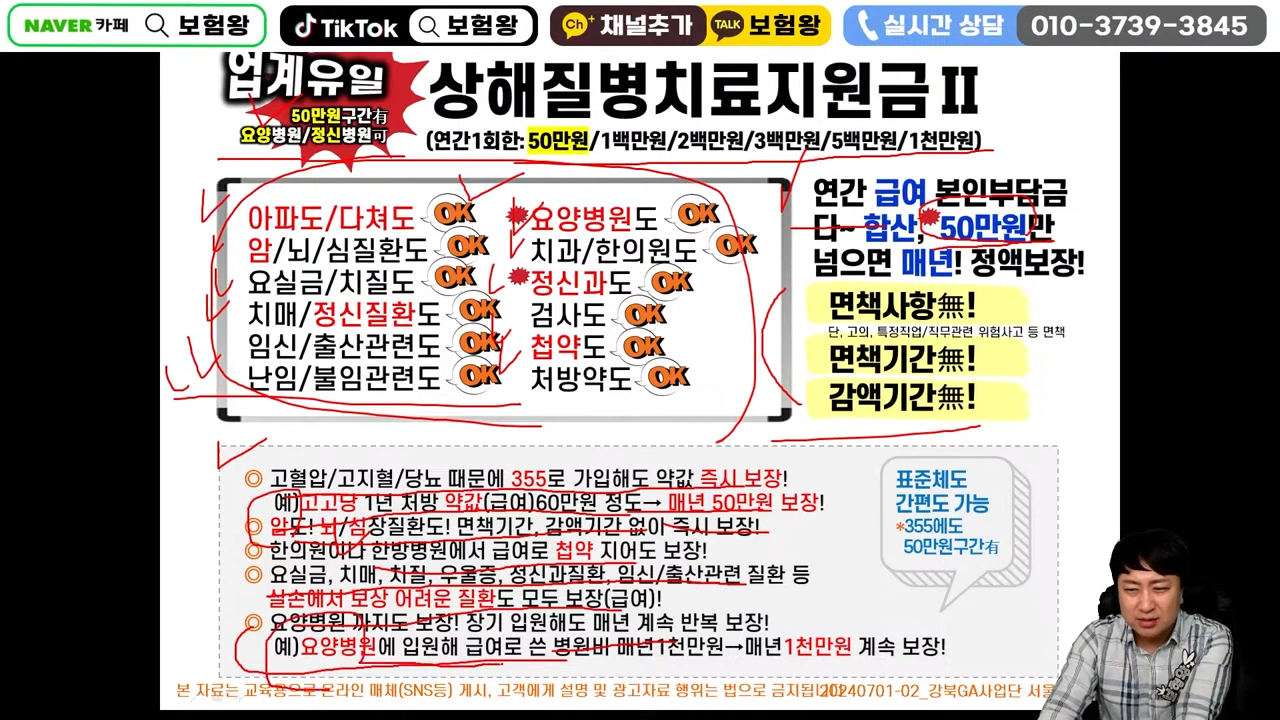 NAVER 카페 보험왕
TikTok 보험왕
Ch+ 채널추가 TALK 보험왕
실시간 상담 010-3739-3845
업계유일
50만원구간有
요양병원/정신병원可
상해질병치료지원금Ⅱ
(연간1회한: 50만원/1백만원/2백만원/3백만원/5백만원/1천만원)
아파도/다쳐도 OK
암/뇌/심질환도 OK
요실금/치질도 OK
치매/정신질환도 OK
임신/출산관련도 OK
난임/불임관련도 OK
요양병원도 OK
치과/한의원도 OK
정신과도 OK
검사도 OK
첩약도 OK
처방약도 OK
연간 급여 본인부담금
다~ 합산, 50만원만
넘으면 매년! 정액보장!
면책사항無!
단, 고의, 특정직업/직무관련 위험사고 등 면책
면책기간無!
감액기간無!
◎ 고혈압/고지혈/당뇨 때문에 355로 가입해도 약값 즉시 보장!
예)고고당 1년 처방 약값(급여)60만원 정도→ 매년 50만원 보장!
◎ 암도! 뇌/심장질환도! 면책기간, 감액기간 없이 즉시 보장!
◎ 한의원이나 한방병원에서 급여로 첩약 지어도 보장!
◎ 요실금, 치매, 치질, 우울증, 정신과질환, 임신/출산관련 질환 등
실손에서 보상 어려운 질환도 모두 보장(급여)!
◎ 요양병원 까지도 보장! 장기 입원해도 매년 계속 반복 보장!
예)요양병원에 입원해 급여로 쓴 병원비 매년1천만원→매년1천만원 계속 보장!
표준체도
간편도 가능
*355에도
50만원구간有
본 자료는 교육용으로 온라인 매체(SNS등) 게시, 고객에게 설명 및 광고자료 행위는 법으로 금지됩니다. 20240701-02_강북GA사업단 서울